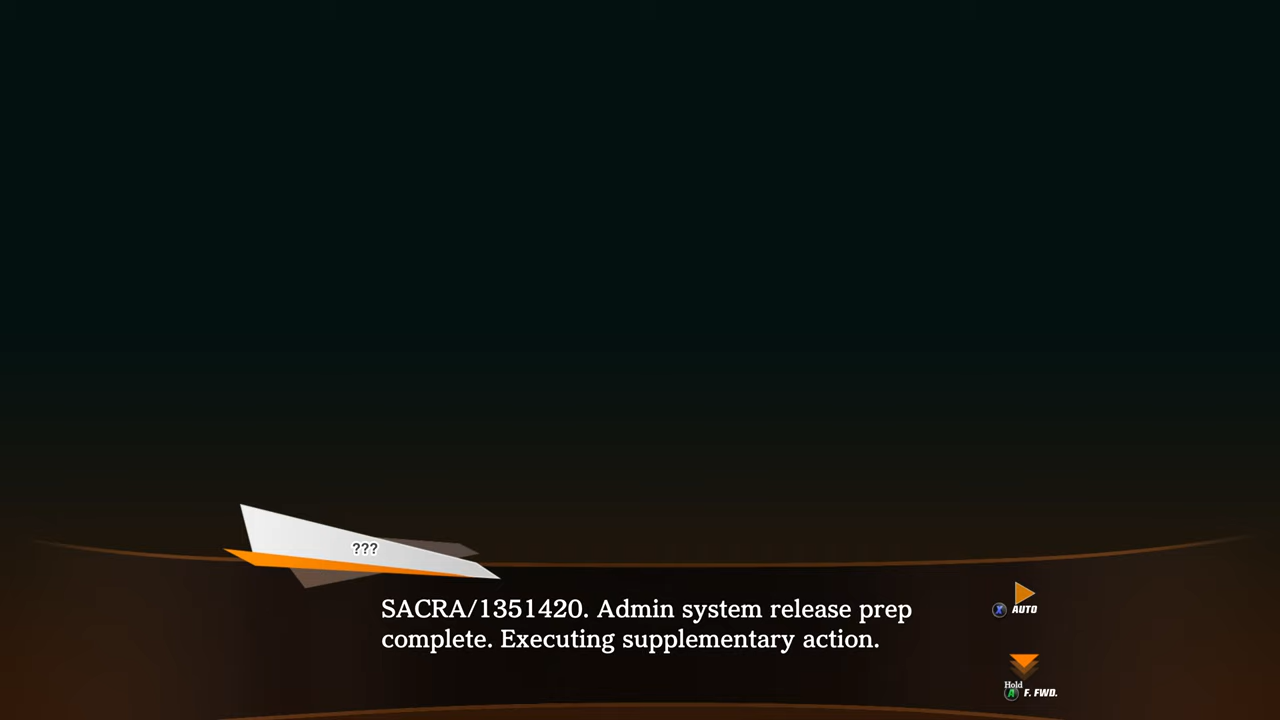 ???
SACRA/1351420. Admin system release prep
complete. Executing supplementary action.
X AUTO
Hold
A F. FWD.